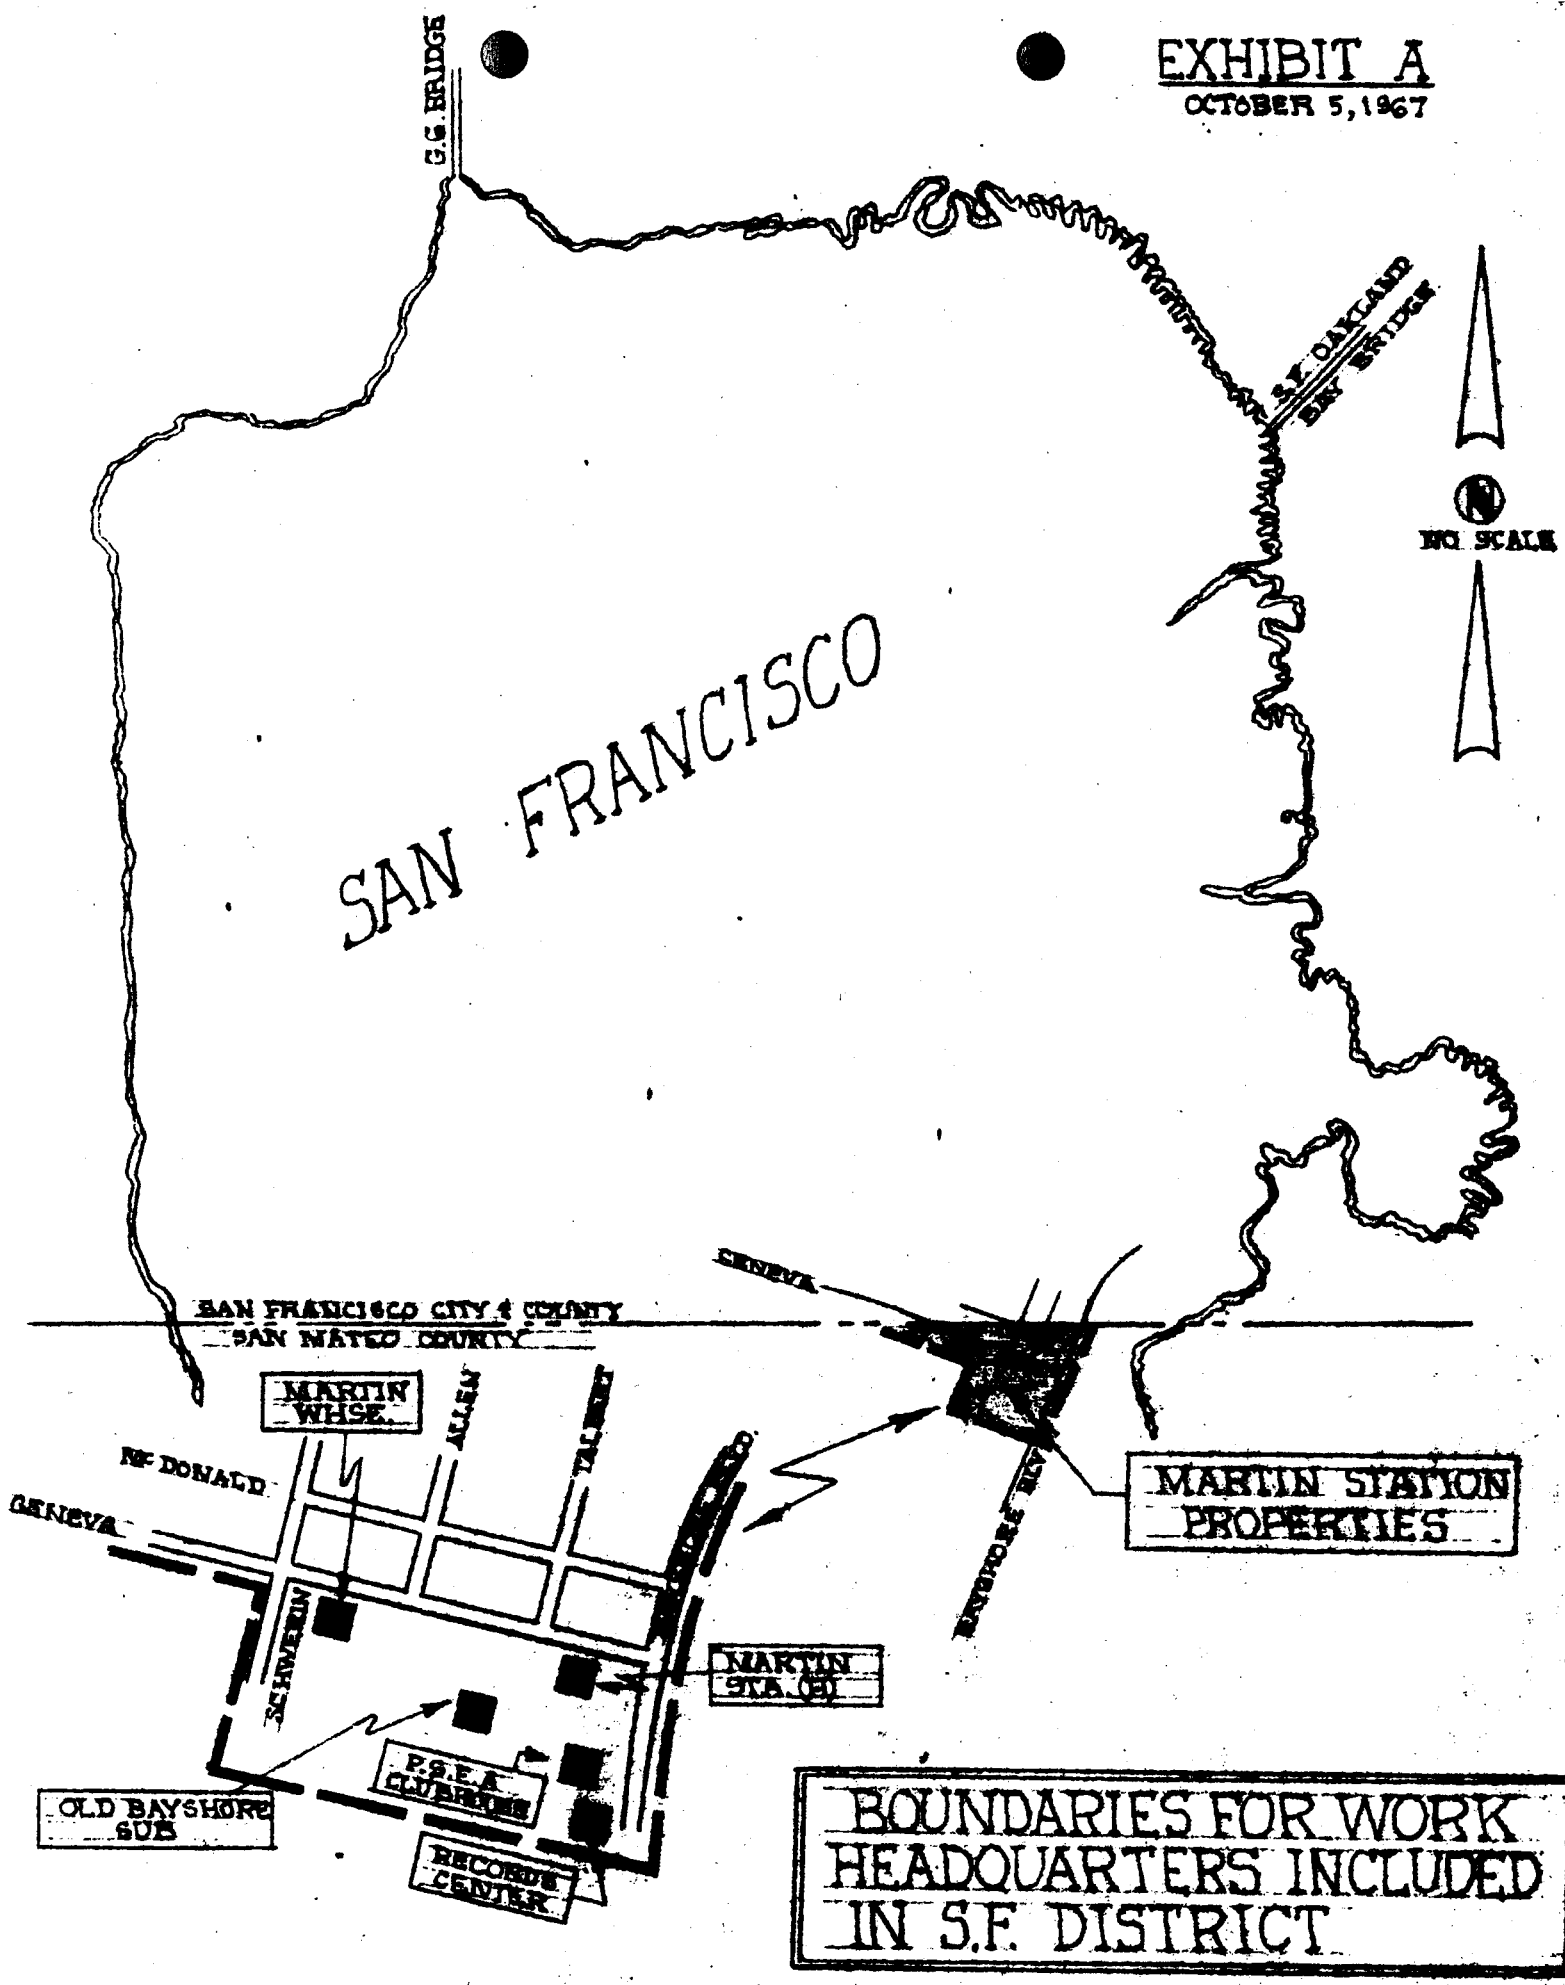 G.G. BRIDGE
EXHIBIT A
OCTOBER 5, 1967
S.F. OAKLAND
BAY BRIDGE
N
NO SCALE
SAN FRANCISCO
GENEVA
SAN FRANCISCO CITY & COUNTY
SAN MATEO COUNTY
MARTIN
WHSE.
ALLEN
TALBERT
McDONALD
GENEVA
BAYSHORE BLVD.
BAYSHORE BLV
MARTIN STATION
PROPERTIES
SCHWERIN
MARTIN
STA. (H)
P.S.E.A
CLUBHOUSE
OLD BAYSHORE
SUB
RECORDS
CENTER
BOUNDARIES FOR WORK
HEADQUARTERS INCLUDED
IN S.F. DISTRICT